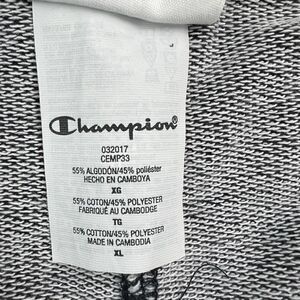 Champion®
032017
CEMP33
55% ALGODÓN/45% poliéster
HECHO EN CAMBOYA
XG
55% COTON/45% POLYESTER
FABRIQUÉ AU CAMBODGE
TG
55% COTTON/45% POLYESTER
MADE IN CAMBODIA
XL